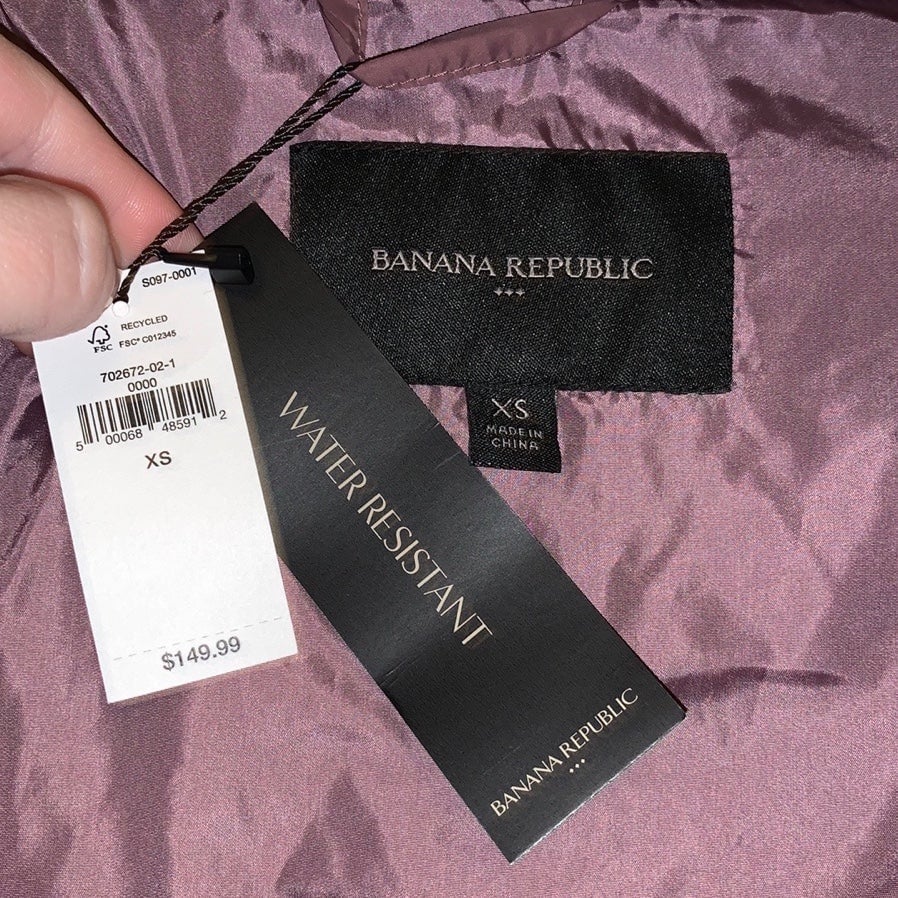 S097-0001
FSC
RECYCLED
FSC® C012345
702672-02-1
0000
5 00068 48591 2
XS
$149.99
WATER RESISTANT
BANANA REPUBLIC
BANANA REPUBLIC
XS
MADE IN
CHINA